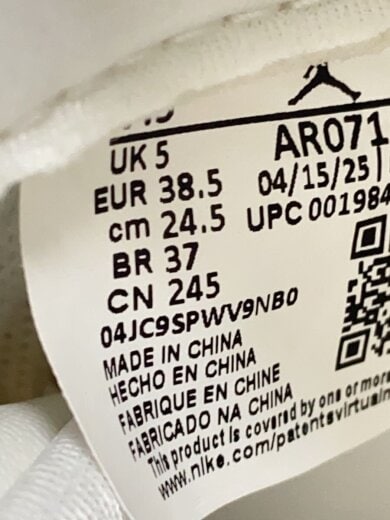 UK 5
EUR 38.5
cm 24.5
BR 37
CN 245
04JC9SPWV9NB0
MADE IN CHINA
HECHO EN CHINA
FABRIQUE EN CHINE
FABRICADO NA CHINA
This product is covered by one or more
www.nike.com/patentsvirtual
AR071
04/15/25
UPC 001984